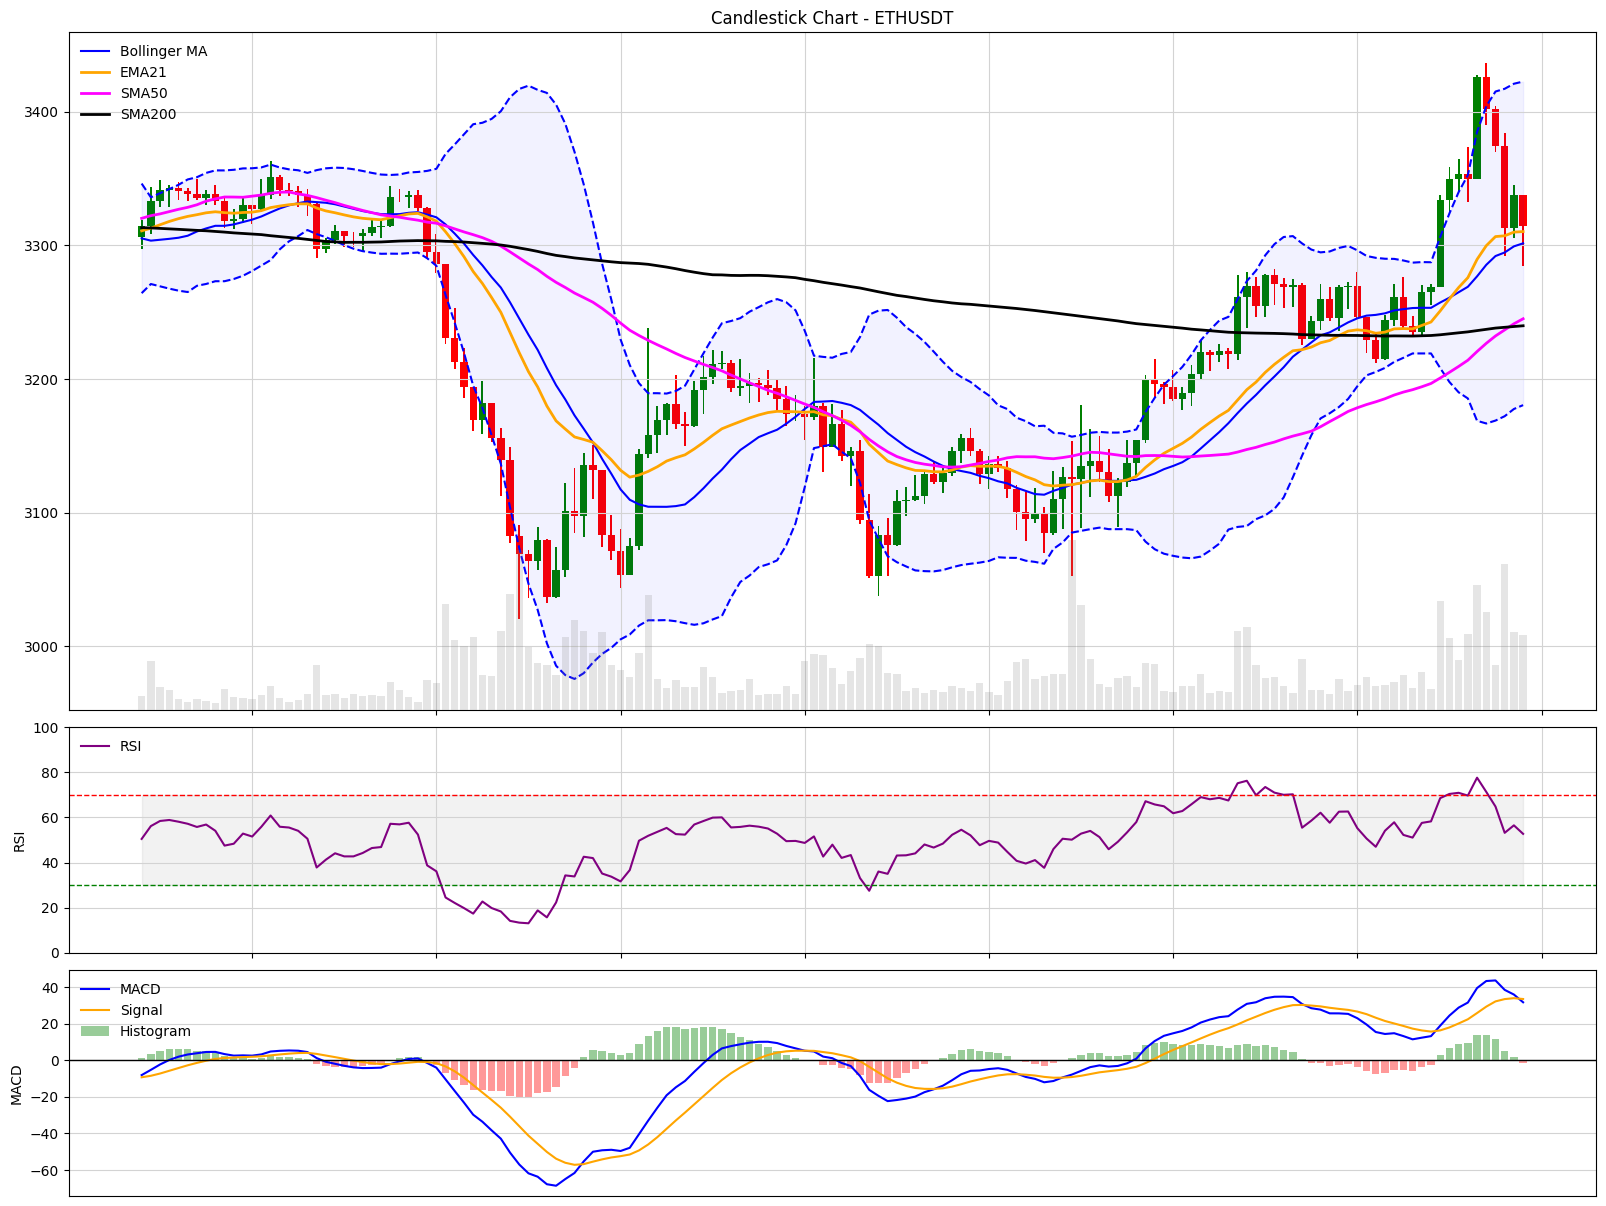 Candlestick Chart - ETHUSDT
Bollinger MA
EMA21
SMA50
SMA200
3400
3300
3200
3100
3000
RSI
100
80
60
40
20
0
RSI
MACD
Signal
Histogram
40
20
0
−20
−40
−60
MACD